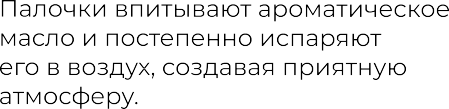 Палочки впитывают ароматическое
масло и постепенно испаряют
его в воздух, создавая приятную
атмосферу.